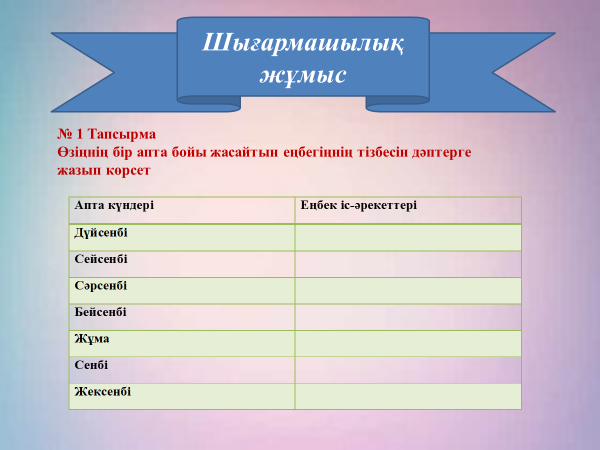 Шығармашылық
жұмыс
№ 1 Тапсырма
Өзіңнің бір апта бойы жасайтын еңбегіңнің тізбесін дәптерге
жазып көрсет
Апта күндері Еңбек іс-әрекеттері
Дүйсенбі
Сейсенбі
Сәрсенбі
Бейсенбі
Жұма
Сенбі
Жексенбі